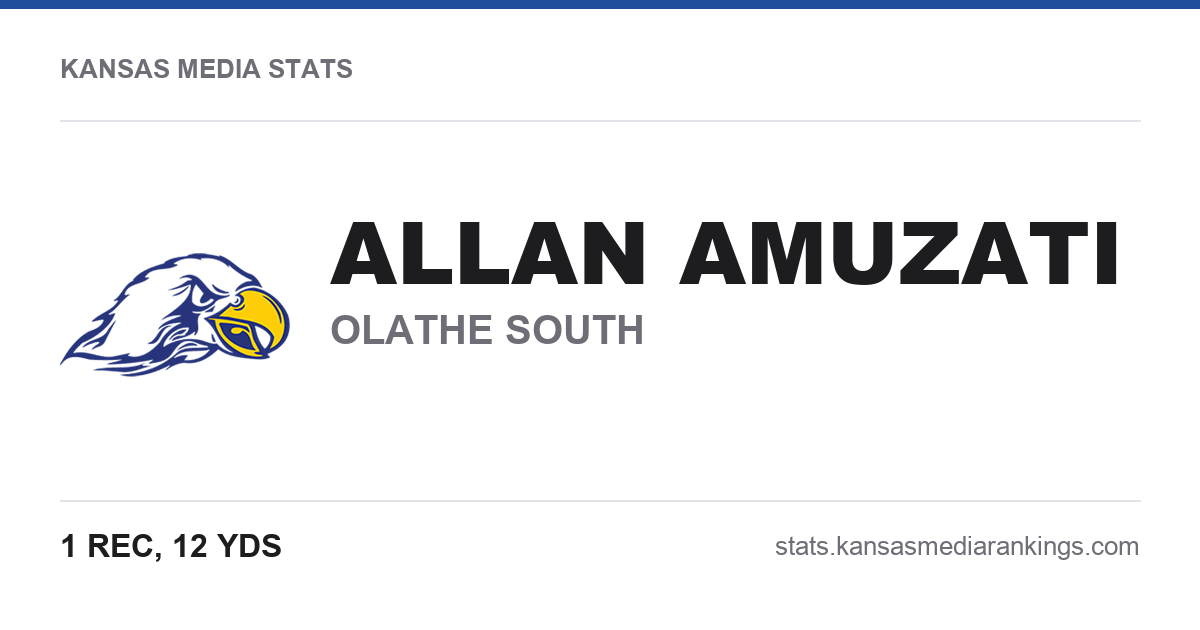 KANSAS MEDIA STATS
ALLAN AMUZATI
OLATHE SOUTH
1 REC, 12 YDS
stats.kansasmediarankings.com